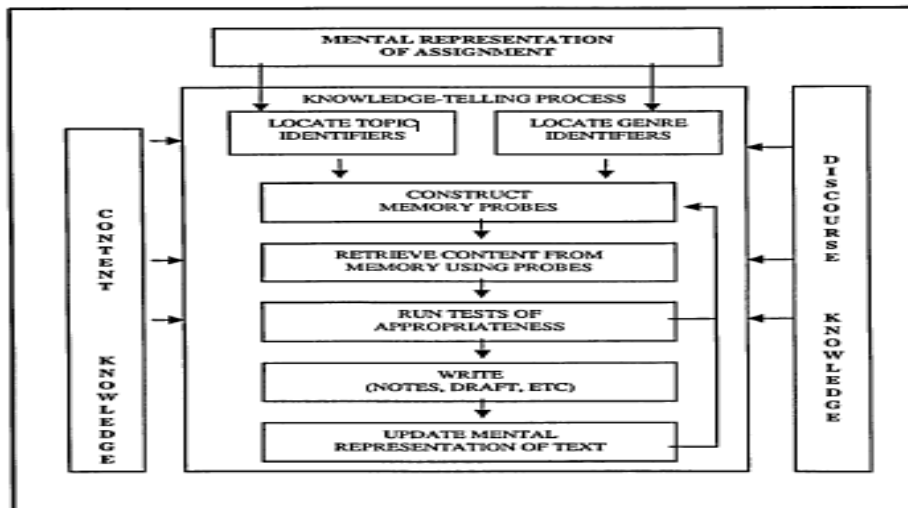 MENTAL REPRESENTATION
OF ASSIGNMENT
KNOWLEDGE-TELLING PROCESS
LOCATE TOPIC
IDENTIFIERS
LOCATE GENRE
IDENTIFIERS
CONSTRUCT
MEMORY PROBES
RETRIEVE CONTENT FROM
MEMORY USING PROBES
RUN TESTS OF
APPROPRIATENESS
WRITE
(NOTES, DRAFT, ETC)
UPDATE MENTAL
REPRESENTATION OF TEXT
CONTENT KNOWLEDGE
DISCOURSE KNOWLEDGE